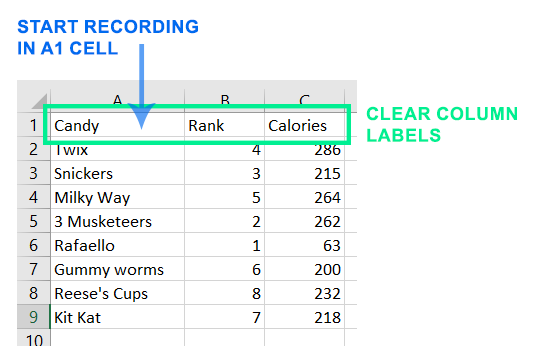 START RECORDING
IN A1 CELL
A B C
1 Candy Rank Calories
CLEAR COLUMN
LABELS
2 Twix 4 286
3 Snickers 3 215
4 Milky Way 5 264
5 3 Musketeers 2 262
6 Rafaello 1 63
7 Gummy worms 6 200
8 Reese's Cups 8 232
9 Kit Kat 7 218
10